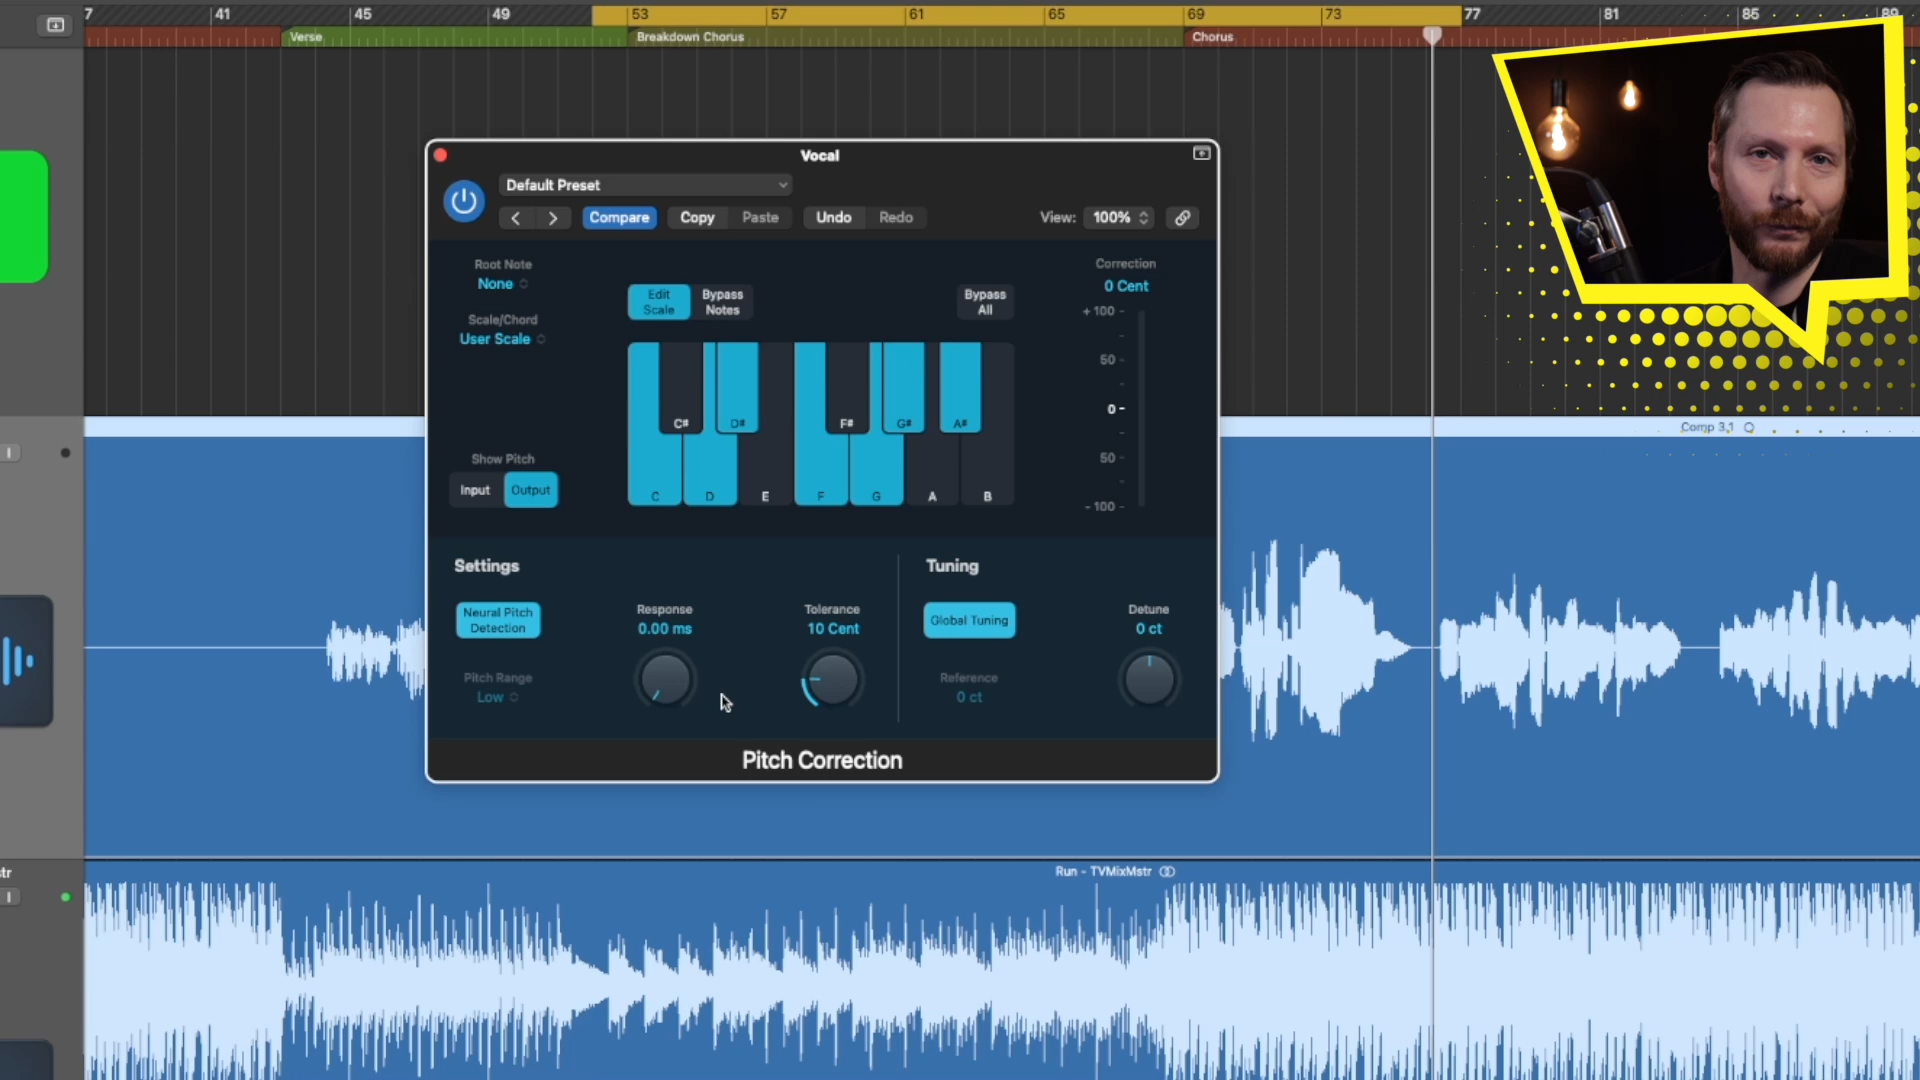 7 41 45 49 53 57 61 65 69 73 77 81 85 89
Verse Breakdown Chorus Chorus
Vocal
Default Preset
Compare Copy Paste Undo Redo View: 100%
Root Note
None
Scale/Chord
User Scale
Edit
Scale
Bypass
Notes
Bypass
All
Correction
0 Cent
+ 100
50
0
50
- 100
C# D# F# G# A#
C D E F G A B
Show Pitch
Input Output
Settings
Neural Pitch
Detection
Pitch Range
Low
Response
0.00 ms
Tolerance
10 Cent
Tuning
Global Tuning
Reference
0 ct
Detune
0 ct
Pitch Correction
Comp 3.1
I
tr
I
Run - TVMixMstr